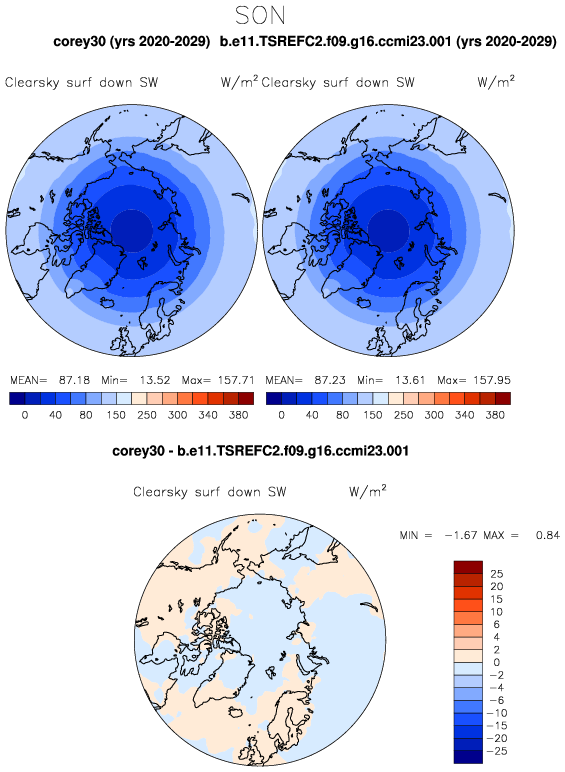 SON
corey30 (yrs 2020-2029) b.e11.TSREFC2.f09.g16.ccmi23.001 (yrs 2020-2029)
Clearsky surf down SW W/m² Clearsky surf down SW W/m²
MEAN= 87.18 Min= 13.52 Max= 157.71 MEAN= 87.23 Min= 13.61 Max= 157.95
0 40 80 150 250 300 340 380 0 40 80 150 250 300 340 380
corey30 - b.e11.TSREFC2.f09.g16.ccmi23.001
Clearsky surf down SW W/m²
MIN = -1.67 MAX = 0.84
25
20
15
10
6
4
2
0
-2
-4
-6
-10
-15
-20
-25